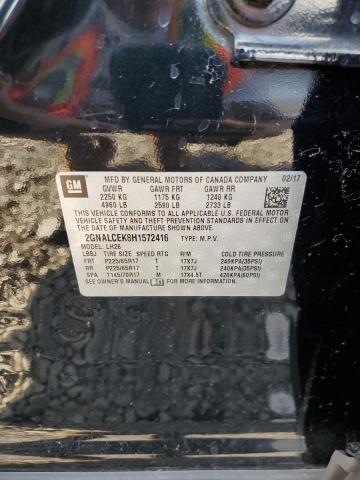 GM
MFD BY GENERAL MOTORS OF CANADA COMPANY 02/17
GVWR GAWR FRT GAWR RR
2250 KG 1175 KG 1240 KG
4960 LB 2590 LB 2733 LB
THIS VEHICLE CONFORMS TO ALL APPLICABLE U.S. FEDERAL MOTOR
VEHICLE SAFETY AND THEFT PREVENTION STANDARDS IN EFFECT ON
THE DATE OF MANUFACTURE SHOWN ABOVE.
2GNALCEK8H1572416 TYPE: M.P.V.
MODEL: LH26
LBBJ TIRE SIZE SPEED RTG R/M COLD TIRE PRESSURE
FRT P225/65R17 T 17X7J 240KPA(35PSI)
RR P225/65R17 T 17X7J 240KPA(35PSI)
SPA T145/70R17 M 17X4.5T 420KPA(60PSI)
SEE OWNER'S MANUAL FOR ADDITIONAL INFORMATION